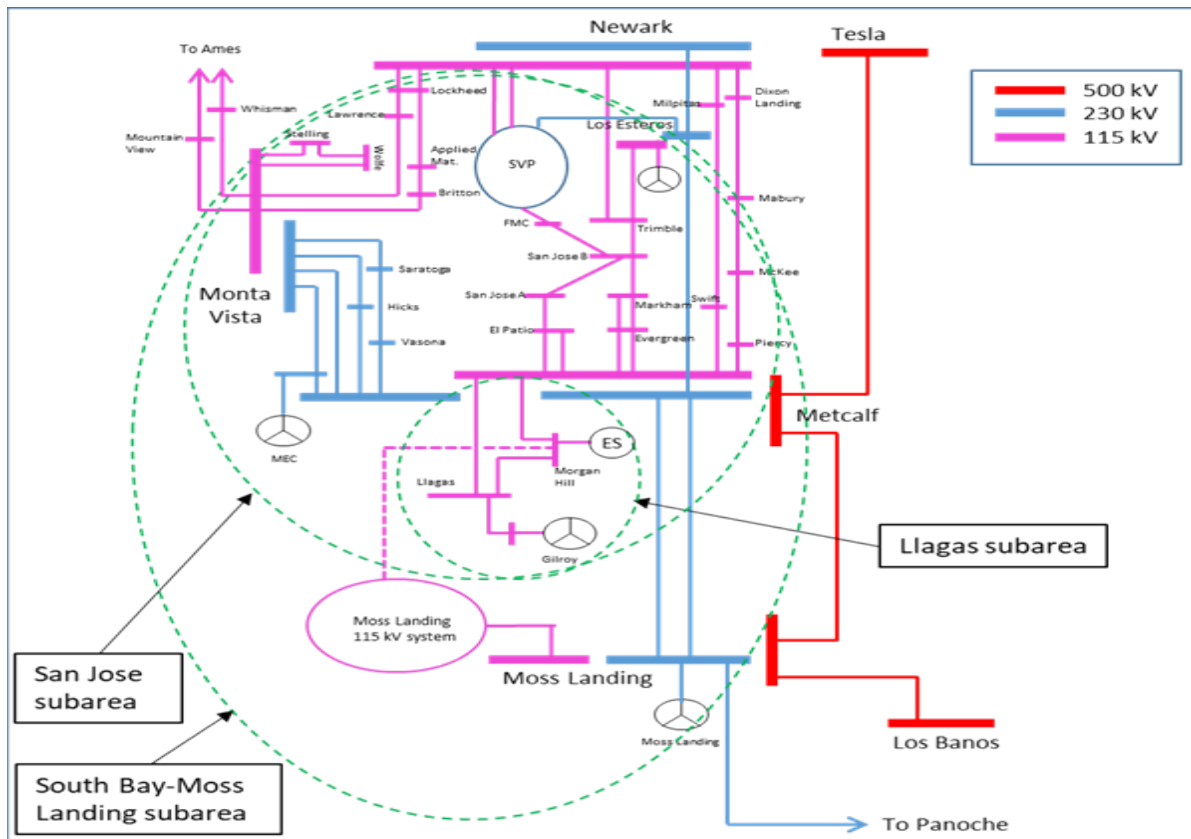 Newark
Tesla
To Ames
500 kV
230 kV
115 kV
Whisman
Lockheed
Lawrence
Milpitas
Dixon
Landing
Mountain
View
Stelling
Wolfe
Los Esteros
Applied
Mat.
SVP
Britton
Mabury
FMC
Trimble
San Jose B
Saratoga
McKee
Monta
Vista
Hicks
San Jose A
Markham
Swift
El Patio
Evergreen
Vasona
Piercy
Metcalf
MEC
ES
Morgan
Hill
Llagas
Gilroy
Llagas subarea
Moss Landing
115 kV system
San Jose
subarea
Moss Landing
Moss Landing
Los Banos
South Bay-Moss
Landing subarea
To Panoche